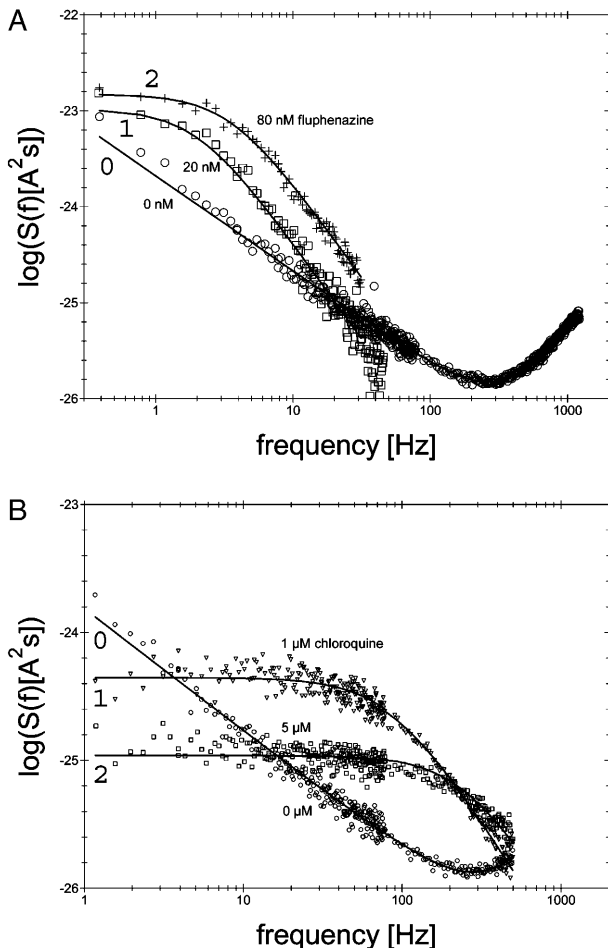 A
-22
-23
-24
-25
-26
log(S(f)[A²s)
2
1
0
80 nM fluphenazine
20 nM
0 nM
1
10
100
1000
frequency [Hz]
B
-23
-24
-25
-26
log(S(f)[A²s)
0
1
2
1 µM chloroquine
5 µM
0 µM
1
10
100
1000
frequency [Hz]